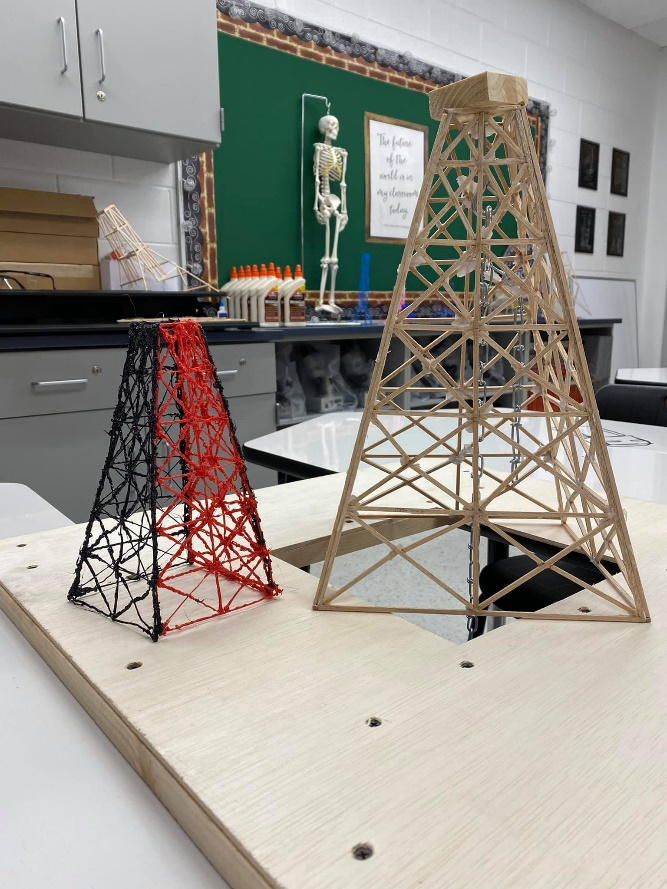 The future
of the
world is in
my classroom
today